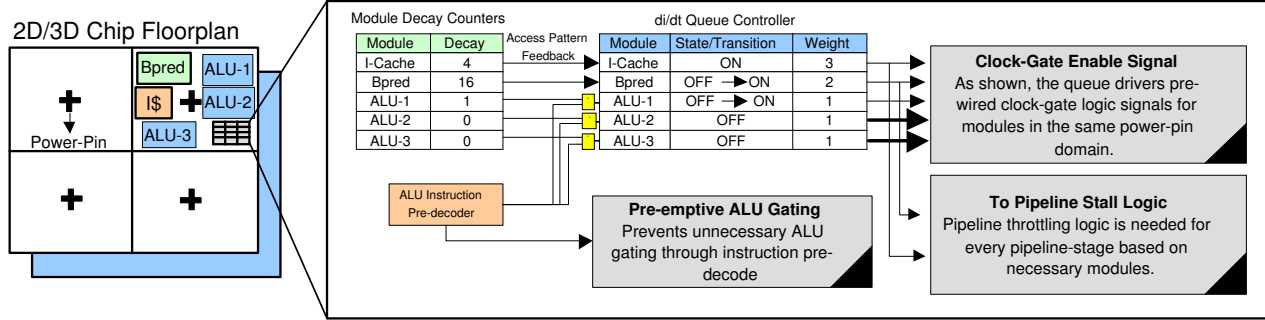 2D/3D Chip Floorplan
Bpred
ALU-1
I$
ALU-2
ALU-3
Power-Pin
Module Decay Counters
Module Decay
I-Cache 4
Bpred 16
ALU-1 1
ALU-2 0
ALU-3 0
Access Pattern
Feedback
di/dt Queue Controller
Module State/Transition Weight
I-Cache ON 3
Bpred OFF ON 2
ALU-1 OFF ON 1
ALU-2 OFF 1
ALU-3 OFF 1
ALU Instruction
Pre-decoder
Pre-emptive ALU Gating
Prevents unnecessary ALU
gating through instruction pre-
decode
Clock-Gate Enable Signal
As shown, the queue drivers pre-
wired clock-gate logic signals for
modules in the same power-pin
domain.
To Pipeline Stall Logic
Pipeline throttling logic is needed for
every pipeline-stage based on
necessary modules.